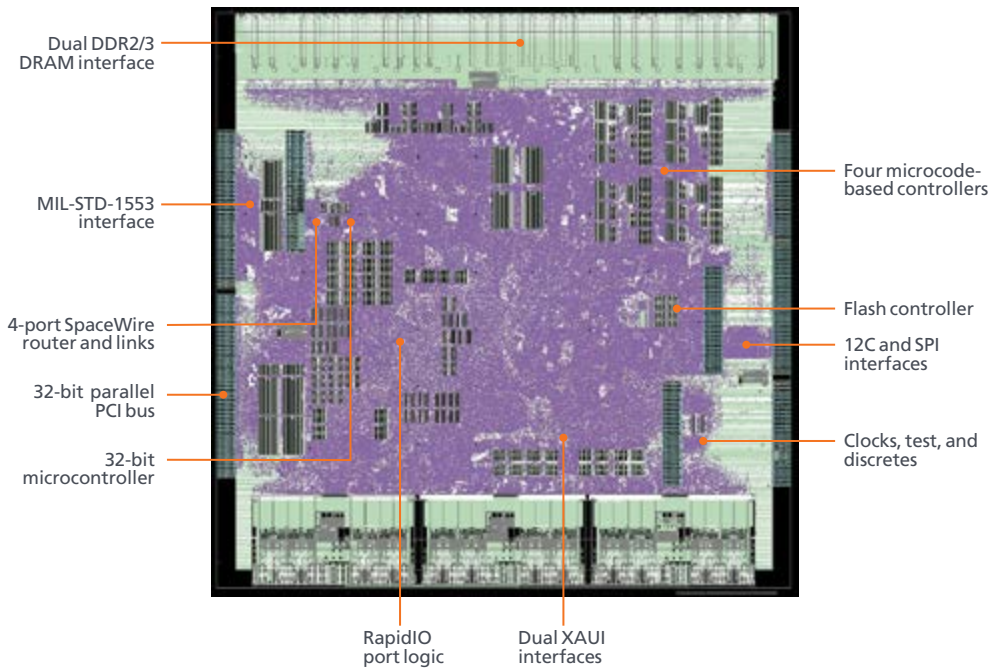 Dual DDR2/3
DRAM interface
MIL-STD-1553
interface
4-port SpaceWire
router and links
32-bit parallel
PCI bus
32-bit
microcontroller
Four microcode-
based controllers
Flash controller
12C and SPI
interfaces
Clocks, test, and
discretes
RapidIO
port logic
Dual XAUI
interfaces